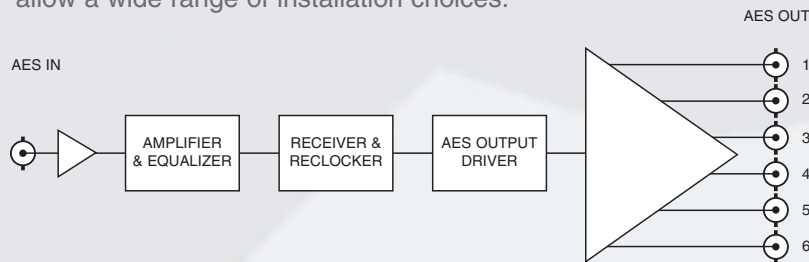 allow a wide range of installation choices.
AES OUT
AES IN
AMPLIFIER
& EQUALIZER
RECEIVER &
RECLOCKER
AES OUTPUT
DRIVER
1
2
3
4
5
6